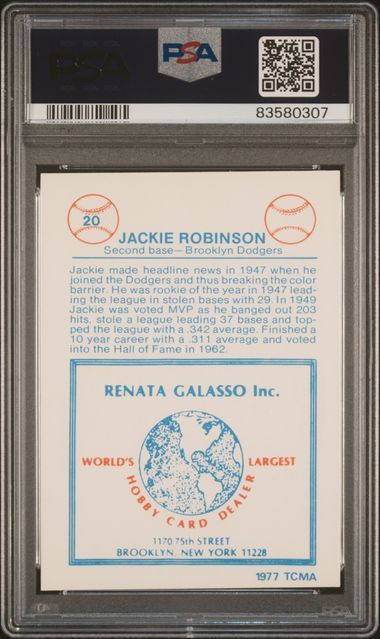 PSA
PSA
83580307
20
JACKIE ROBINSON
Second base—Brooklyn Dodgers
Jackie made headline news in 1947 when he
joined the Dodgers and thus breaking the color
barrier. He was rookie of the year in 1947 lead-
ing the league in stolen bases with 29. In 1949
Jackie was voted MVP as he banged out 203
hits, stole a league leading 37 bases and top-
ped the league with a .342 average. Finished a
10 year career with a .311 average and voted
into the Hall of Fame in 1962.
RENATA GALASSO Inc.
WORLD'S LARGEST
HOBBY CARD DEALER
1170 75th STREET
BROOKLYN, NEW YORK 11228
1977 TCMA